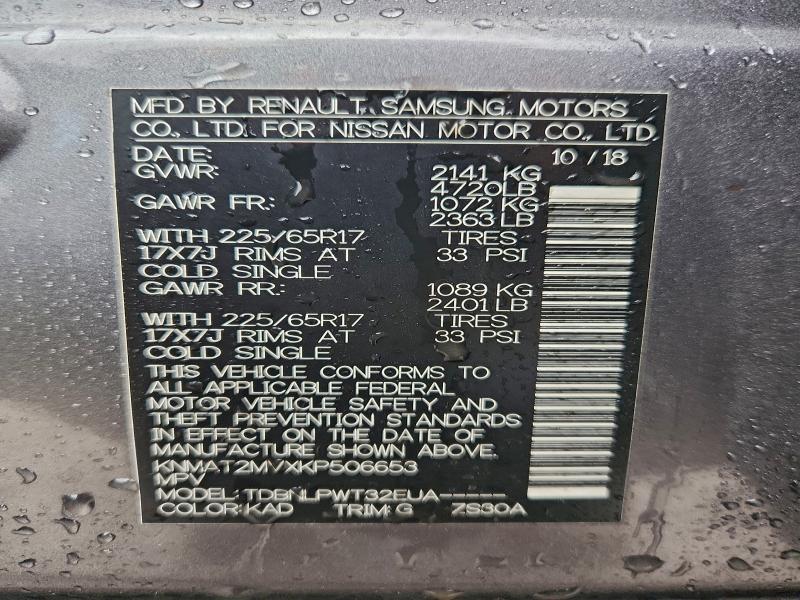 MFD BY RENAULT SAMSUNG MOTORS
CO., LTD. FOR NISSAN MOTOR CO., LTD
DATE: 10 / 18
GVWR: 2141 KG
4720LB
GAWR FR.: 1072 KG
2363 LB
WITH 225/65R17 TIRES
17X7J RIMS AT 33 PSI
COLD SINGLE
GAWR RR.: 1089 KG
2401 LB
WITH 225/65R17 TIRES
17X7J RIMS AT 33 PSI
COLD SINGLE
THIS VEHICLE CONFORMS TO
ALL APPLICABLE FEDERAL
MOTOR VEHICLE SAFETY AND
THEFT PREVENTION STANDARDS
IN EFFECT ON THE DATE OF
MANUFACTURE SHOWN ABOVE.
KNMAT2MVXKP506653
MPV
MODEL: TDBNLPWT32EUA-----
COLOR: KAD TRIM: G ZS30A